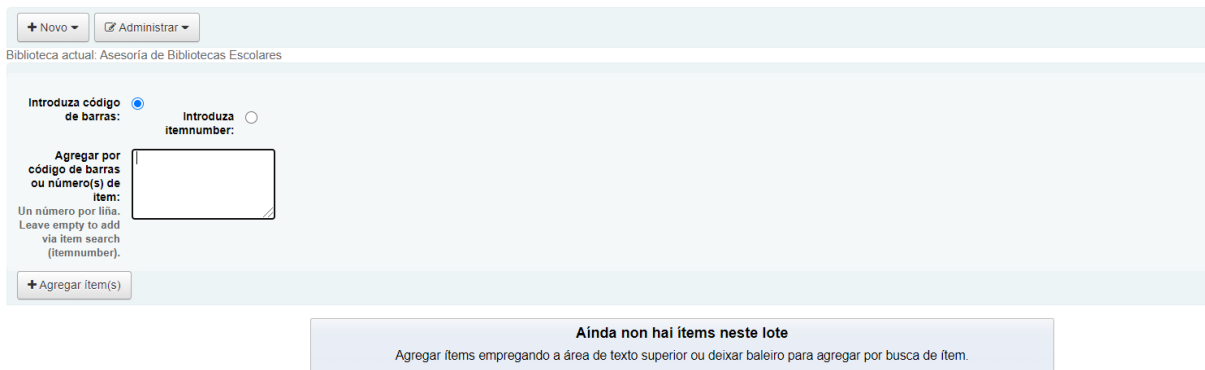 Novo Administrar
Biblioteca actual: Asesoría de Bibliotecas Escolares
Introduza código
de barras:
Introduza
itemnumber:
Agregar por
código de barras
ou número(s) de
ítem:
Un número por liña.
Leave empty to add
via item search
(itemnumber).
Agregar ítem(s)
Aínda non hai ítems neste lote
Agregar ítems empregando a área de texto superior ou deixar baleiro para agregar por busca de ítem.